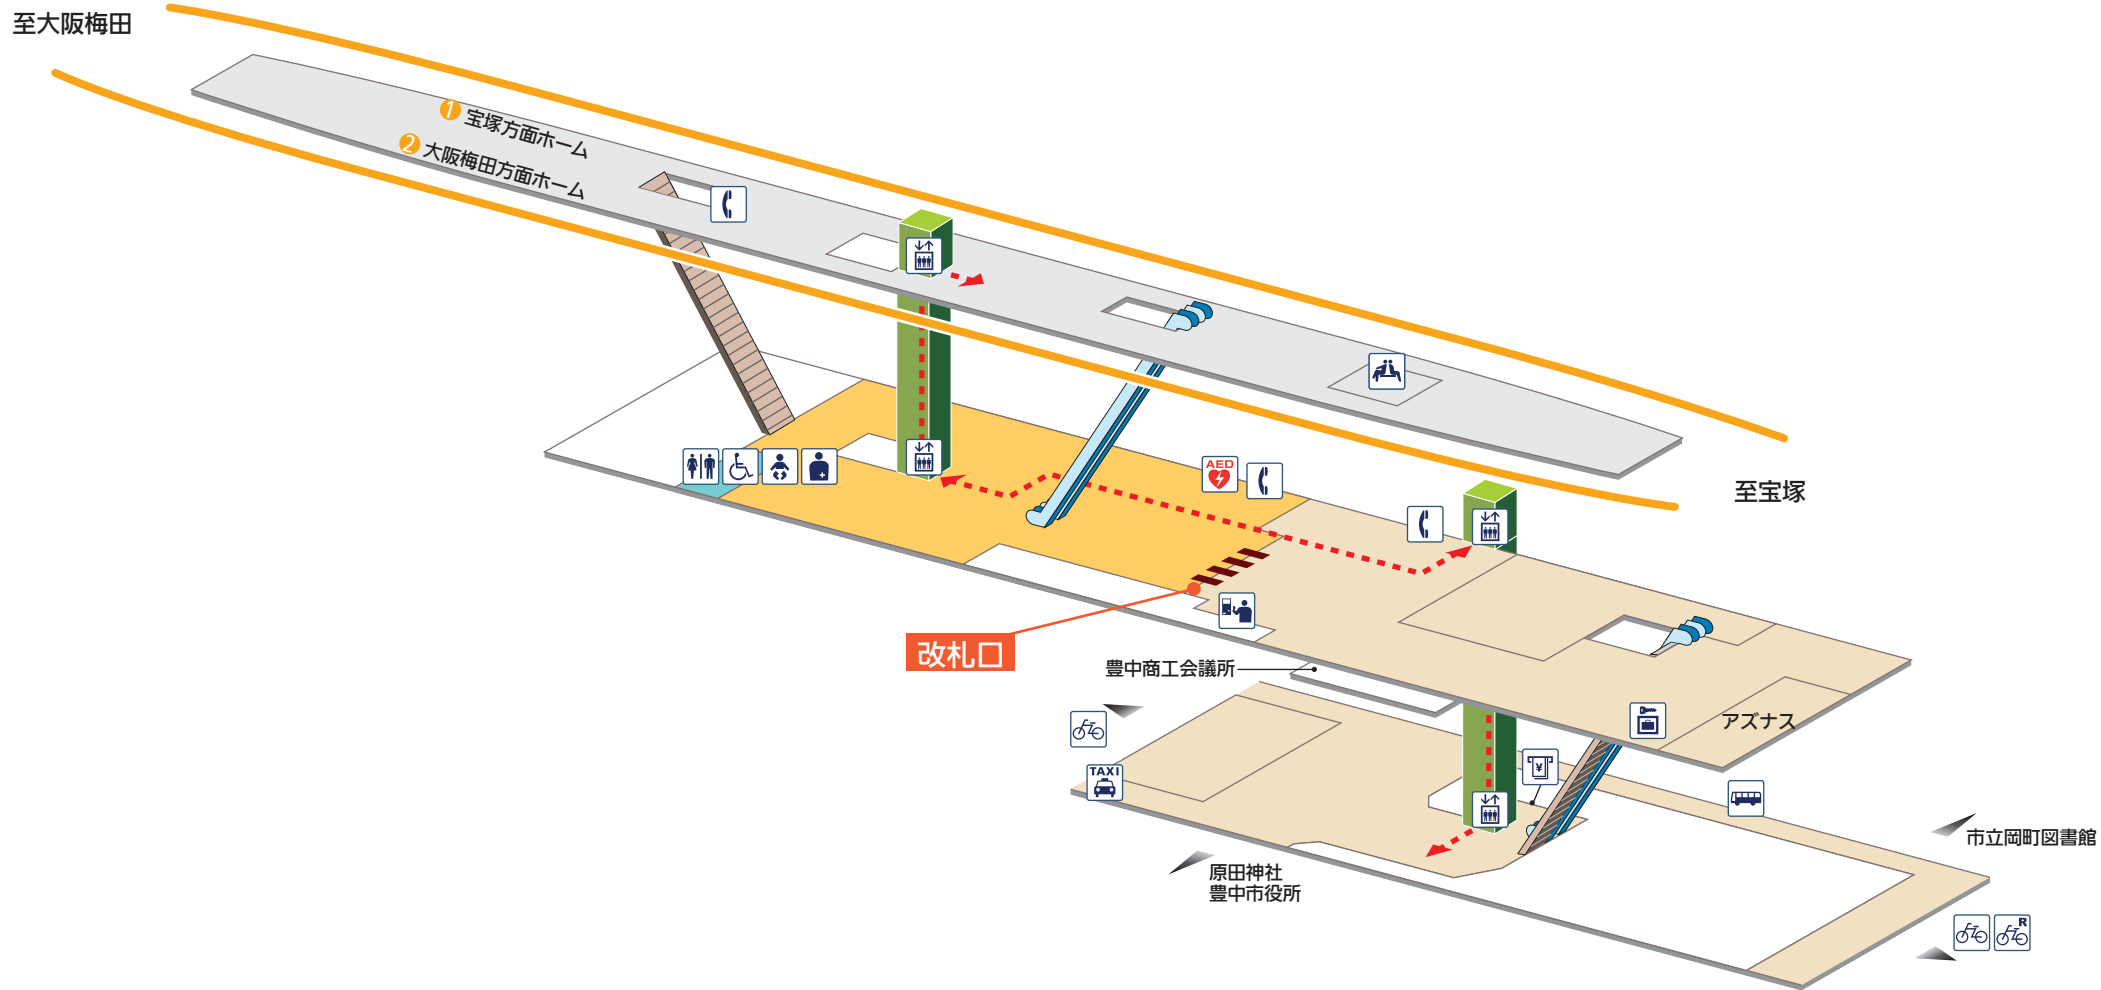 至大阪梅田
1 宝塚方面ホーム
2 大阪梅田方面ホーム
AED
至宝塚
改札口
豊中商工会議所
アズナス
TAXI
¥
市立岡町図書館
原田神社
豊中市役所
R